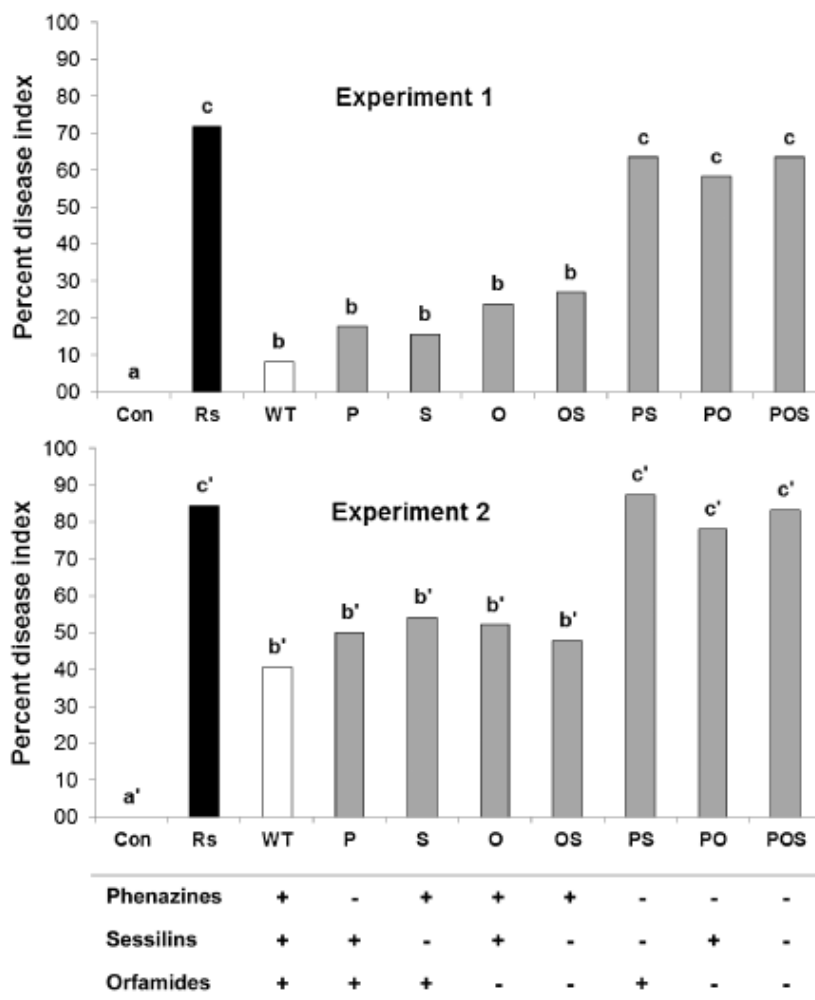 100
90
80
70
60
50
40
30
20
10
00
Percent disease index
Experiment 1
a
c
b
b
b
b
b
c
c
c
Con Rs WT P S O OS PS PO POS
100
90
80
70
60
50
40
30
20
10
00
Percent disease index
Experiment 2
a'
c'
b'
b'
b'
b'
b'
c'
c'
c'
Con Rs WT P S O OS PS PO POS
Phenazines + - + + + - - -
Sessilins + + - + - - + -
Orfamides + + + - - + - -